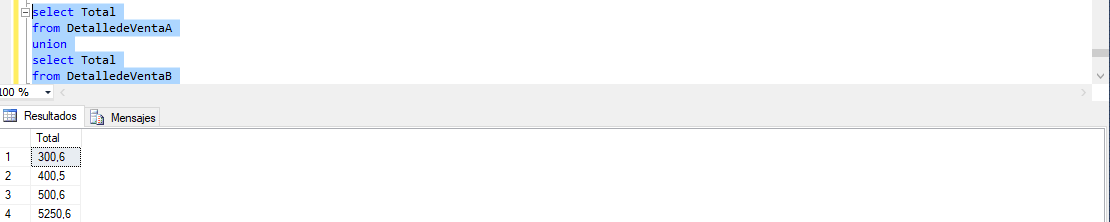 select Total
from DetalledeVentaA
union
select Total
from DetalledeVentaB
100 %
Resultados Mensajes
Total
1 300,6
2 400,5
3 500,6
4 5250,6